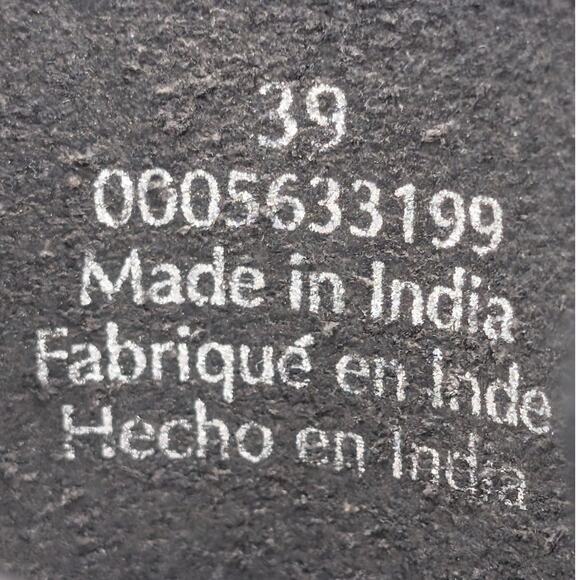 39
0005633199
Made in India
Fabriqué en Inde
Hecho en India